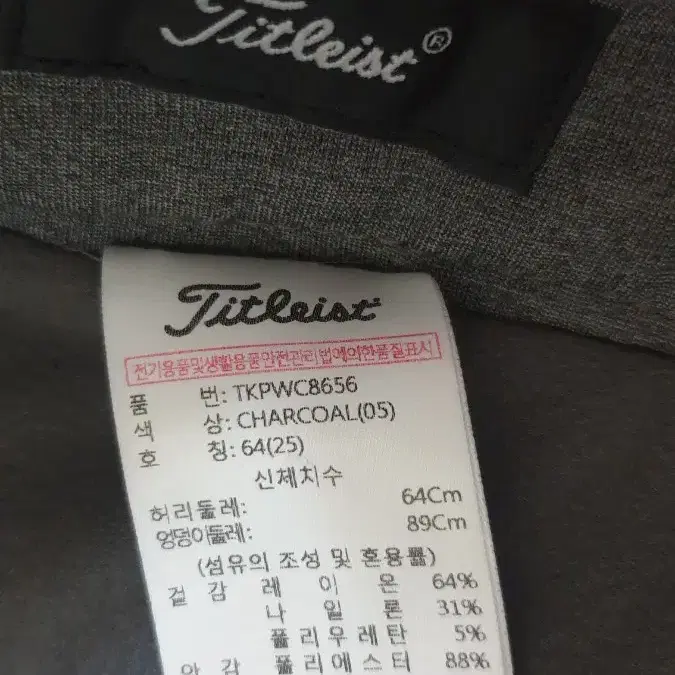 Titleist®
Titleist
전기용품및생활용품안전관리법에의한품질표시
품 번: TKPWC8656
색 상: CHARCOAL(05)
호 칭: 64(25)
신체치수
허리둘레: 64Cm
엉덩이둘레: 89Cm
(섬유의 조성 및 혼용률)
겉 감 레 이 온 64%
나 일 론 31%
폴리우레탄 5%
안 감 폴리에스터 88%